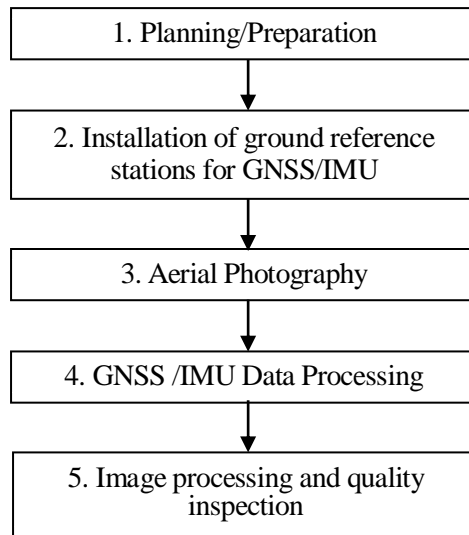 1. Planning/Preparation
2. Installation of ground reference
stations for GNSS/IMU
3. Aerial Photography
4. GNSS /IMU Data Processing
5. Image processing and quality
inspection